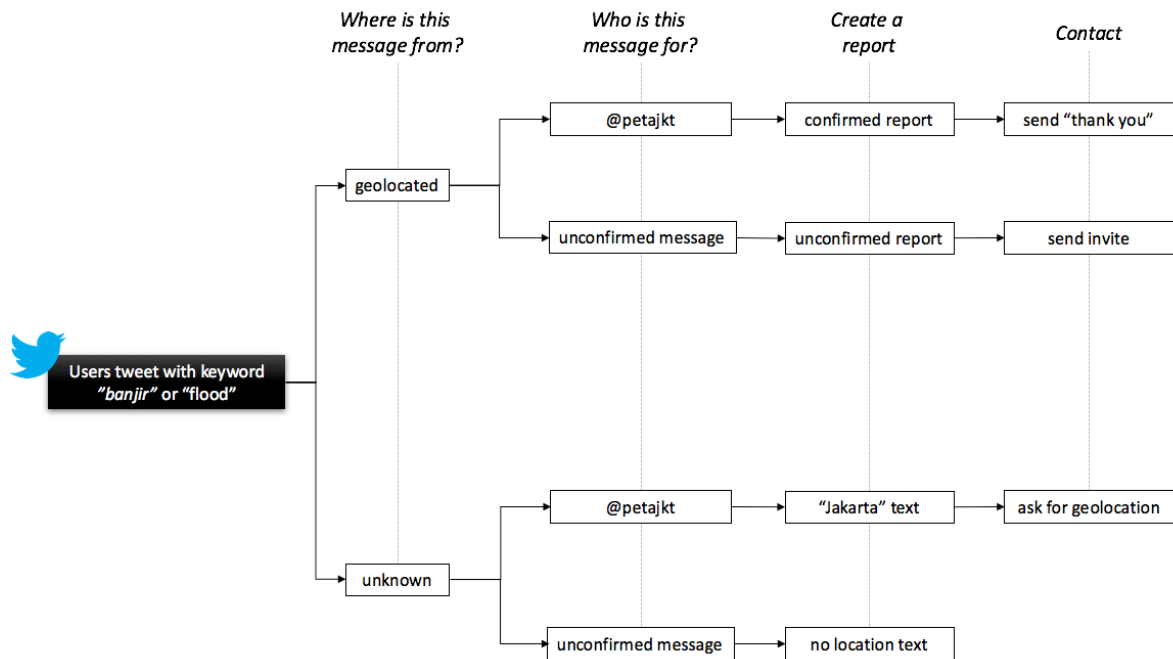 Where is this
message from?
Who is this
message for?
Create a
report
Contact
@petajkt
confirmed report
send “thank you”
geolocated
unconfirmed message
unconfirmed report
send invite
Users tweet with keyword
”banjir” or “flood”
@petajkt
“Jakarta” text
ask for geolocation
unknown
unconfirmed message
no location text